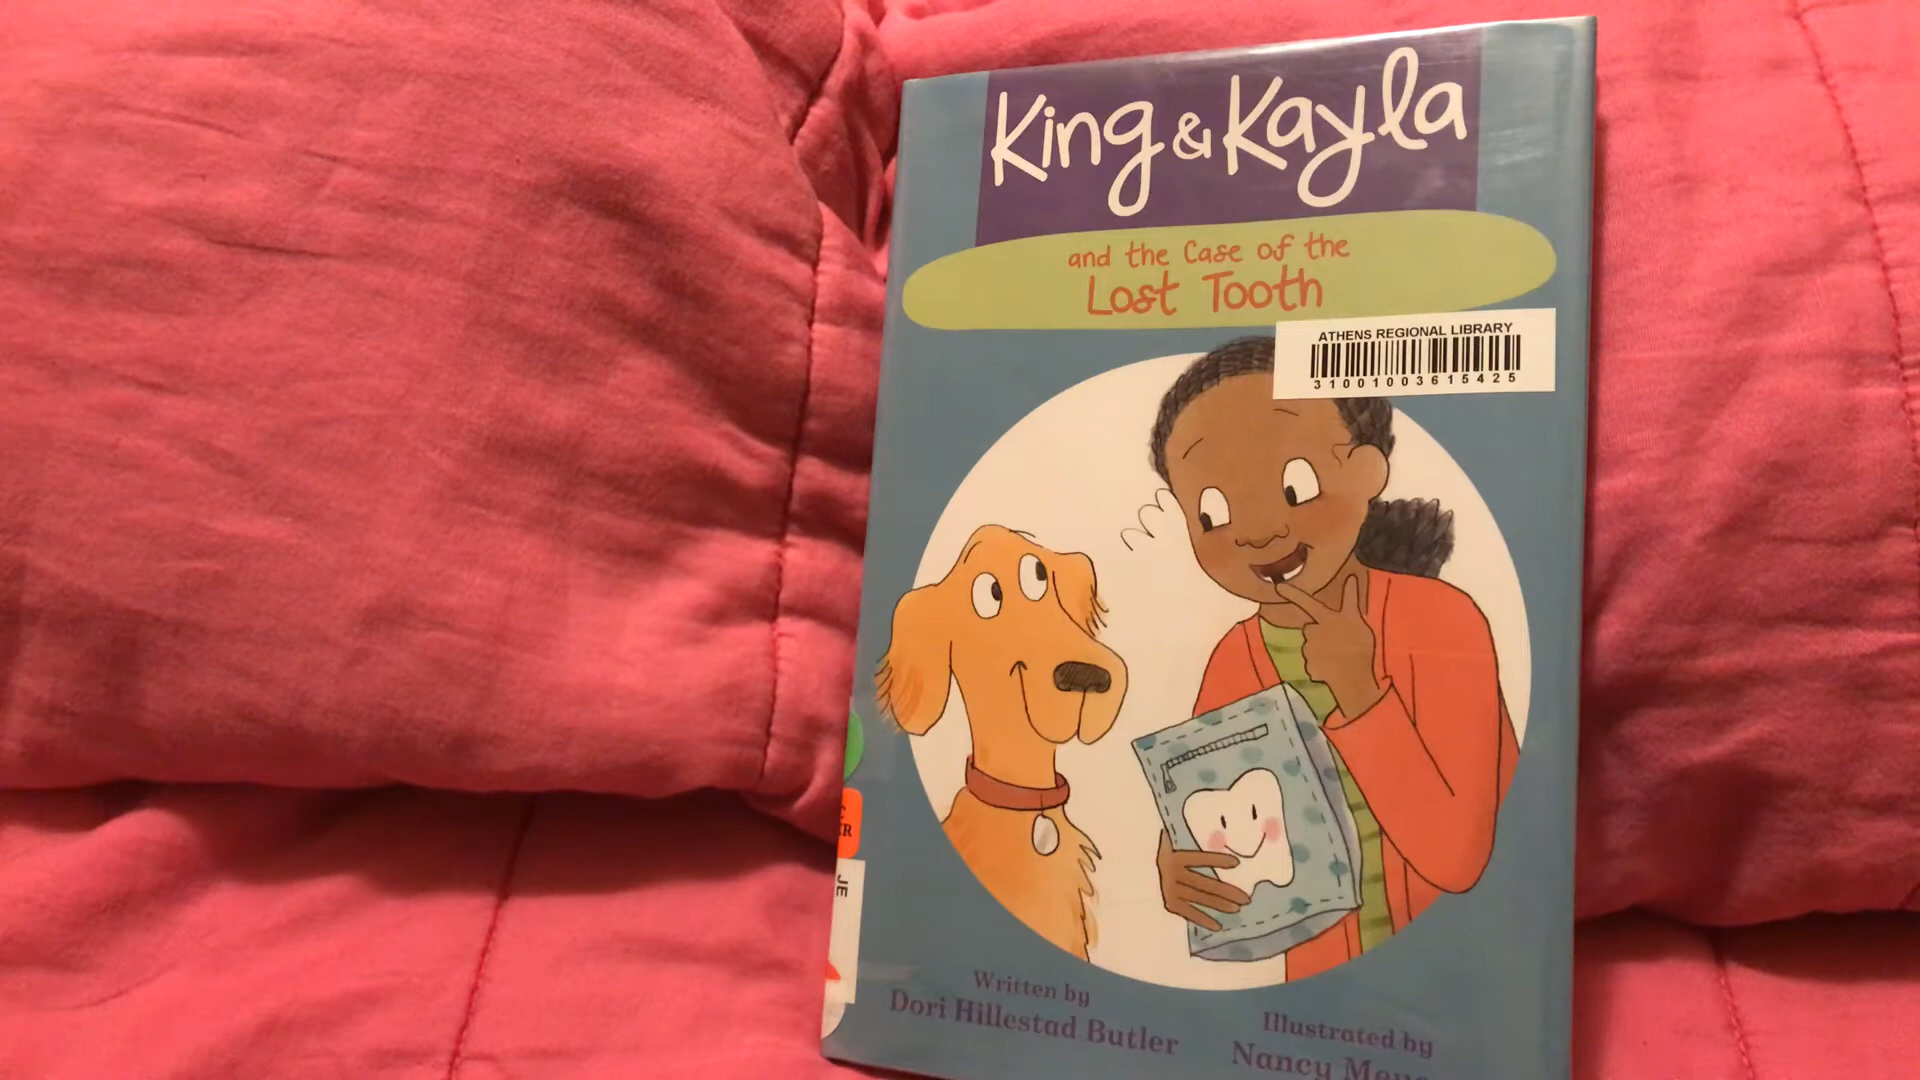 King & Kayla
and the Case of the
Lost Tooth
ATHENS REGIONAL LIBRARY
31001003615425
JE
Written by
Dori Hillestad Butler
Illustrated by
Nancy